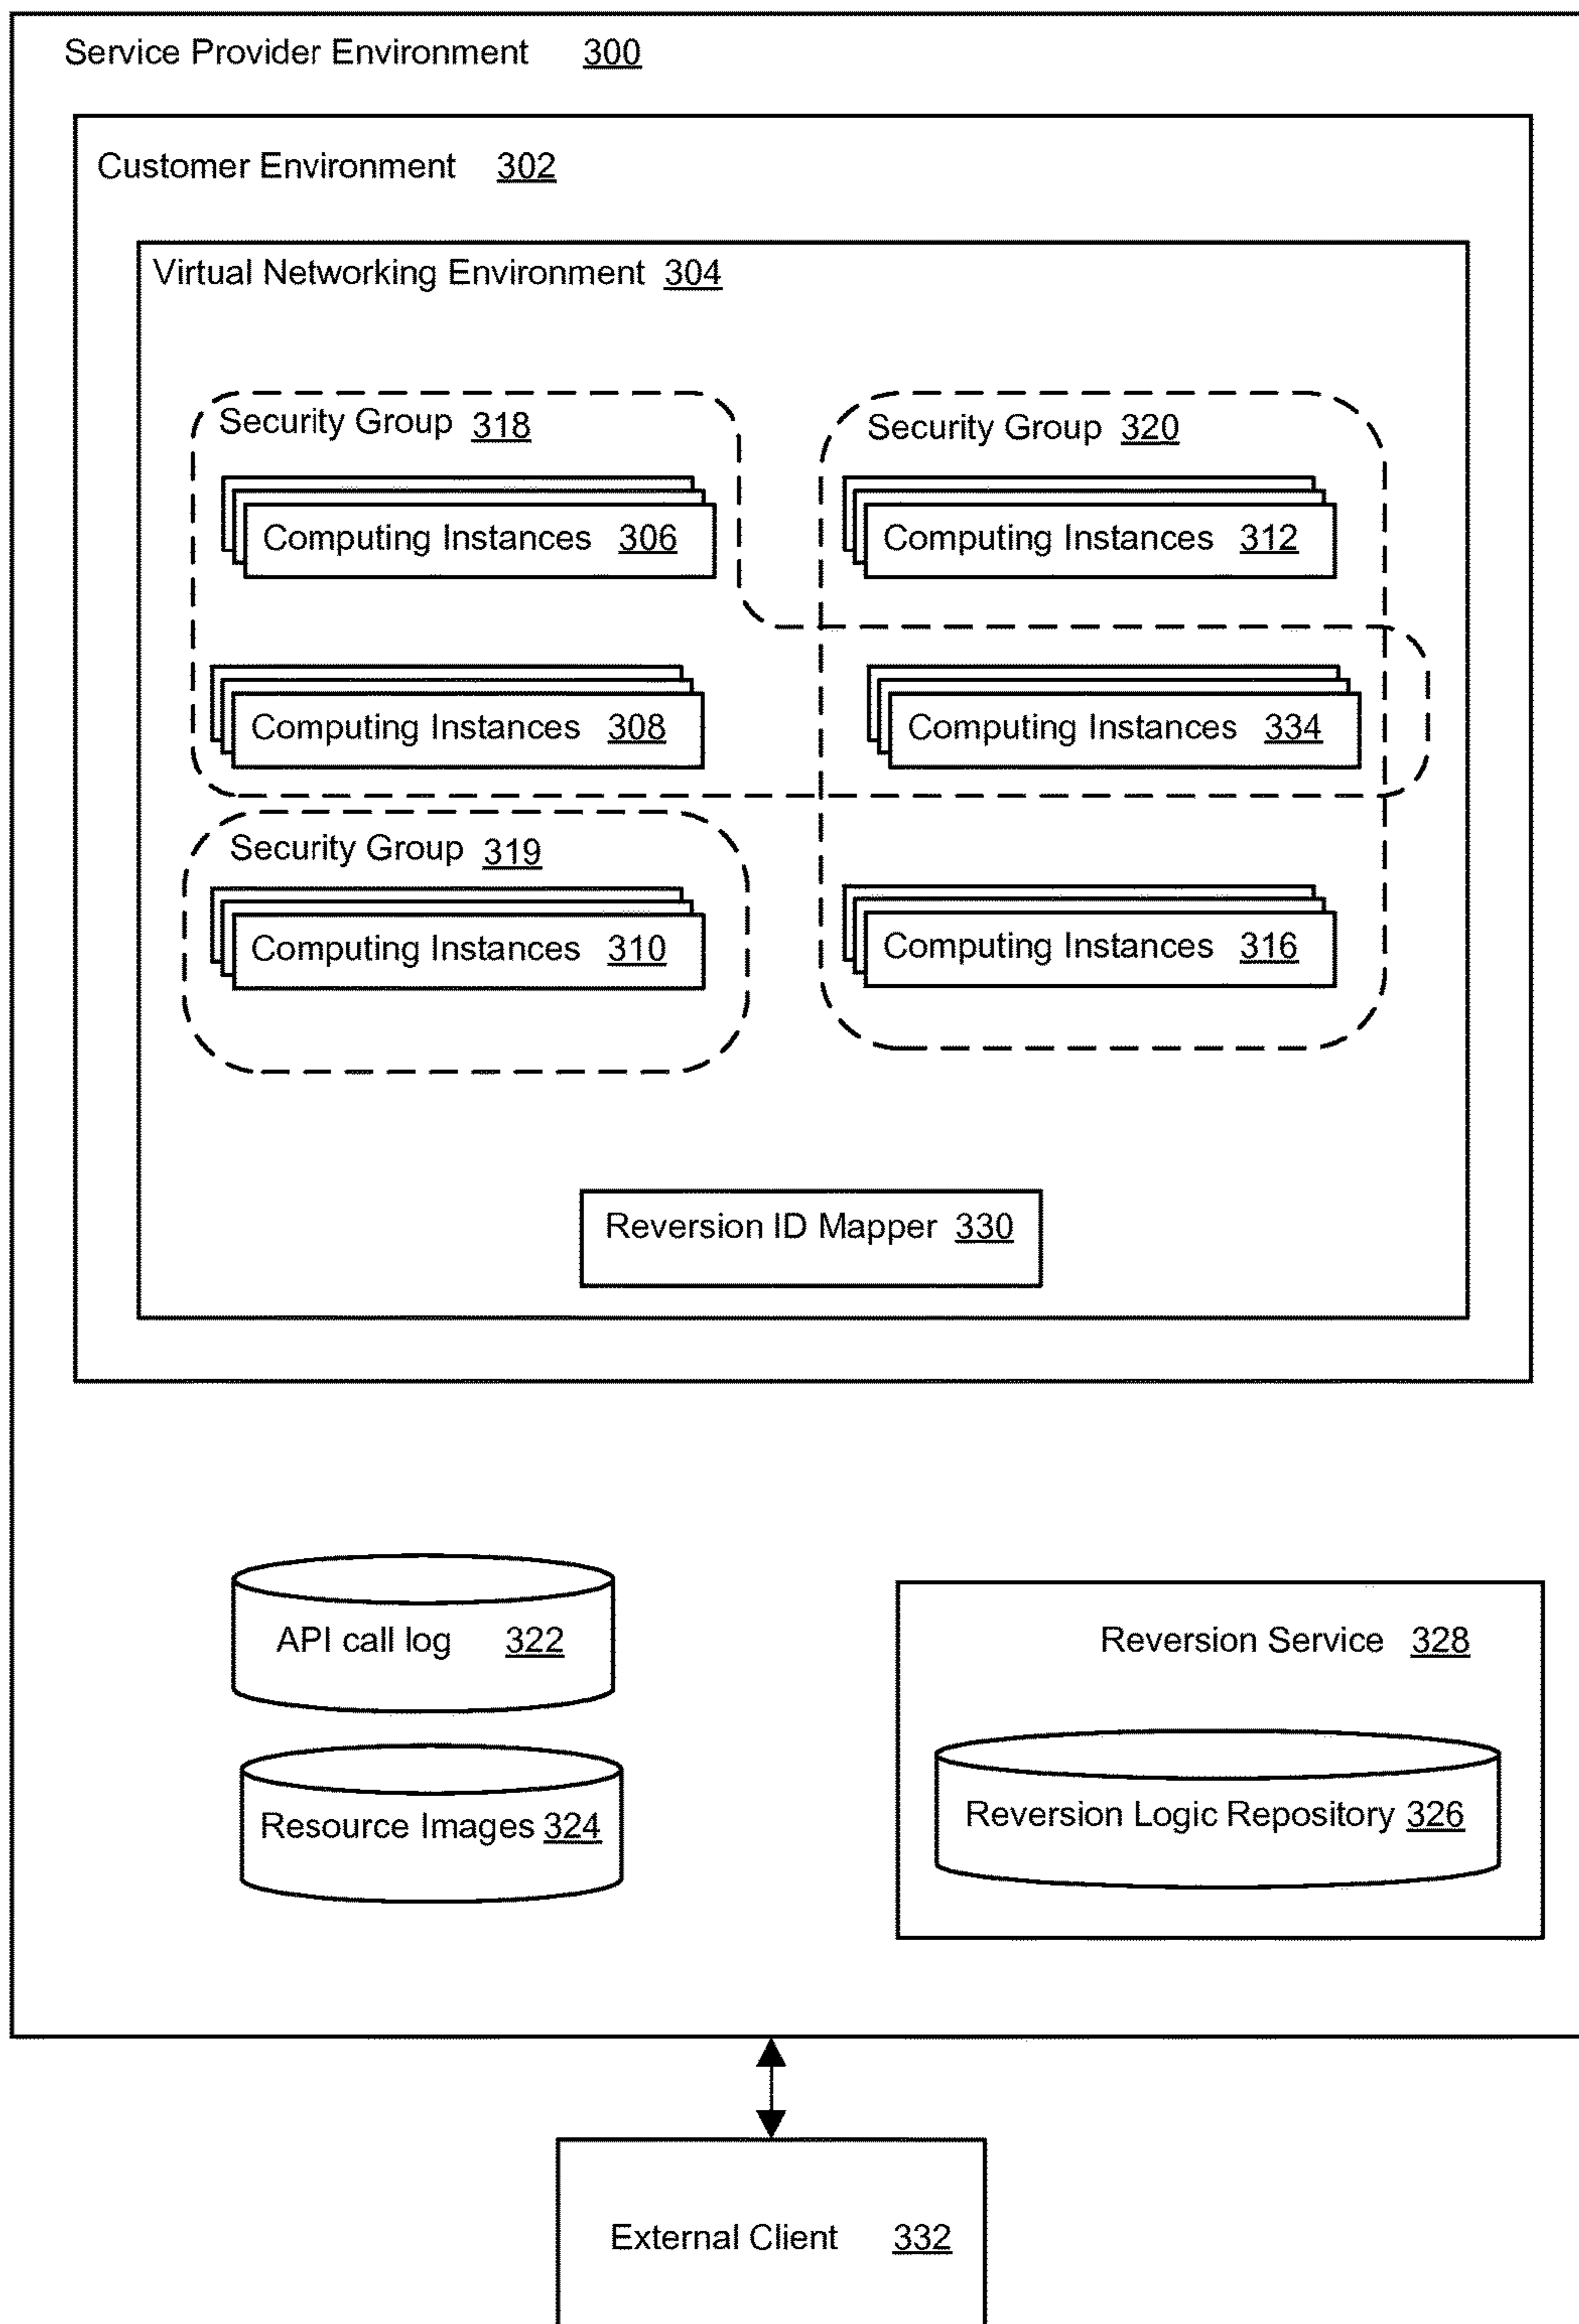 Service Provider Environment 300
Customer Environment 302
Virtual Networking Environment 304
Security Group 318
Security Group 320
Computing Instances 306
Computing Instances 312
Computing Instances 308
Computing Instances 334
Security Group 319
Computing Instances 310
Computing Instances 316
Reversion ID Mapper 330
API call log 322
Reversion Service 328
Resource Images 324
Reversion Logic Repository 326
External Client 332